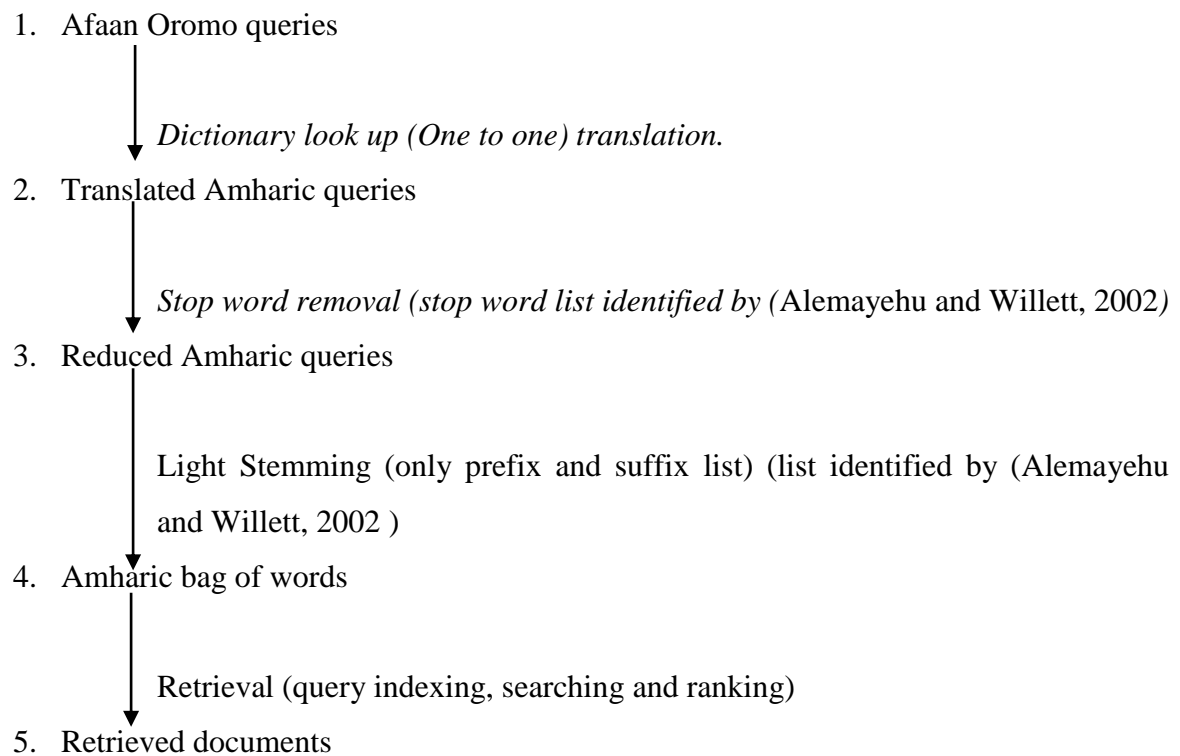 1. Afaan Oromo queries
Dictionary look up (One to one) translation.
2. Translated Amharic queries
Stop word removal (stop word list identified by (Alemayehu and Willett, 2002)
3. Reduced Amharic queries
Light Stemming (only prefix and suffix list) (list identified by (Alemayehu
and Willett, 2002 )
4. Amharic bag of words
Retrieval (query indexing, searching and ranking)
5. Retrieved documents